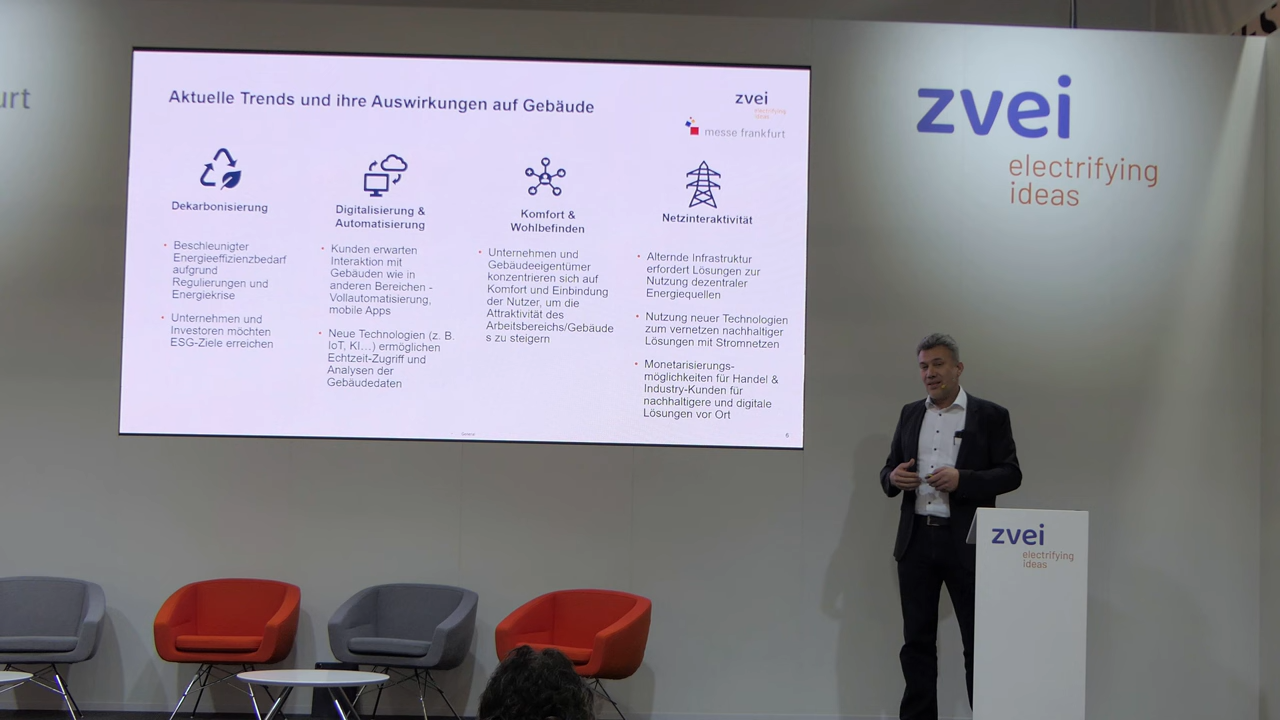 urt
Aktuelle Trends und ihre Auswirkungen auf Gebäude
zvei
electrifying
ideas
messe frankfurt
Dekarbonisierung
• Beschleunigter
Energieeffizienzbedarf
aufgrund
Regulierungen und
Energiekrise
• Unternehmen und
Investoren möchten
ESG-Ziele erreichen
Digitalisierung &
Automatisierung
• Kunden erwarten
Interaktion mit
Gebäuden wie in
anderen Bereichen -
Vollautomatisierung,
mobile Apps
• Neue Technologien (z. B.
IoT, KI…) ermöglichen
Echtzeit-Zugriff und
Analysen der
Gebäudedaten
Komfort &
Wohlbefinden
• Unternehmen und
Gebäudeeigentümer
konzentrieren sich auf
Komfort und Einbindung
der Nutzer, um die
Attraktivität des
Arbeitsbereichs/Gebäude
s zu steigern
Netzinteraktivität
• Alternde Infrastruktur
erfordert Lösungen zur
Nutzung dezentraler
Energiequellen
• Nutzung neuer Technologien
zum vernetzen nachhaltiger
Lösungen mit Stromnetzen
• Monetarisierungs-
möglichkeiten für Handel &
Industry-Kunden für
nachhaltigere und digitale
Lösungen vor Ort
General
6
zvei
electrifying
ideas
zvei
electrifying
ideas